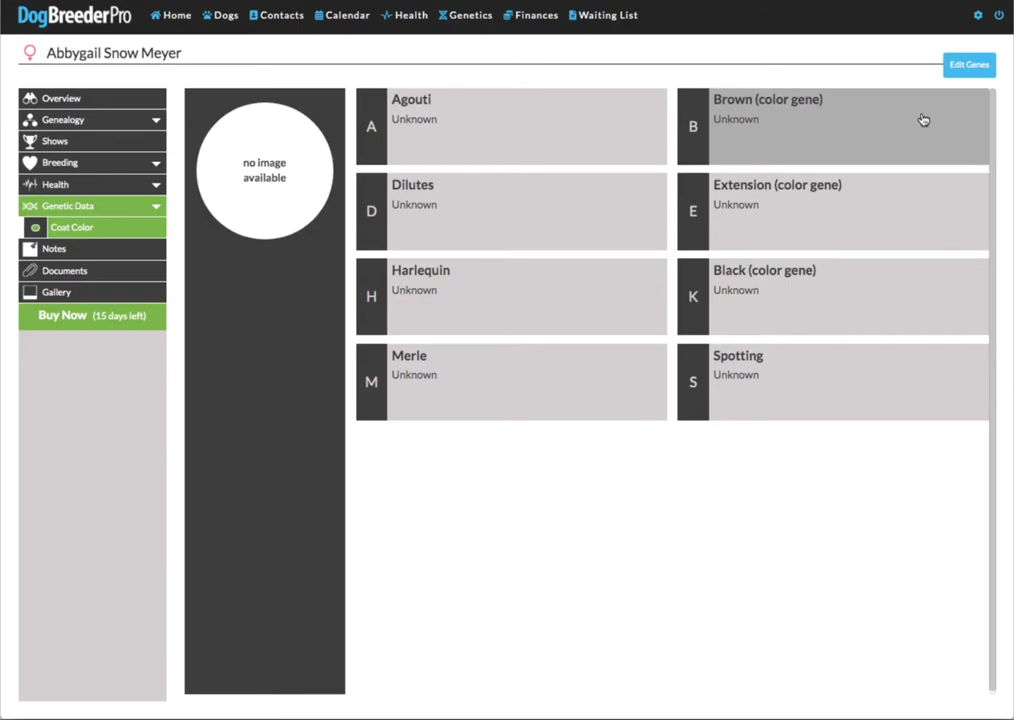 DogBreederPro Home Dogs Contacts Calendar Health Genetics Finances Waiting List
Abbygail Snow Meyer
Edit Genes
Overview
Genealogy
Shows
Breeding
Health
Genetic Data
Coat Color
Notes
Documents
Gallery
Buy Now (15 days left)
no image
available
A
Agouti
Unknown
B
Brown (color gene)
Unknown
D
Dilutes
Unknown
E
Extension (color gene)
Unknown
H
Harlequin
Unknown
K
Black (color gene)
Unknown
M
Merle
Unknown
S
Spotting
Unknown